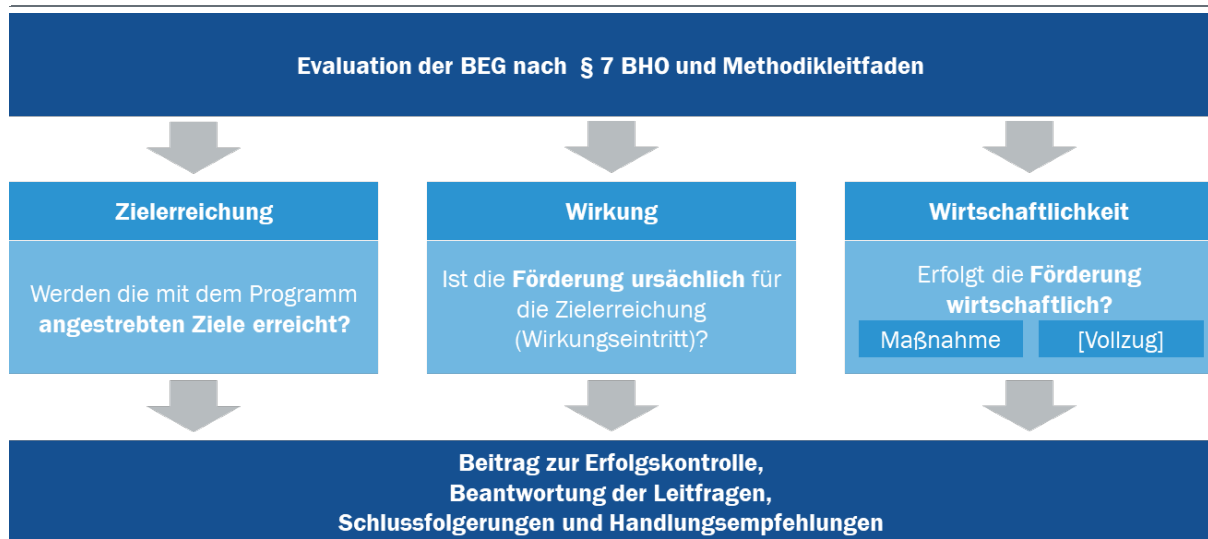 Evaluation der BEG nach § 7 BHO und Methodikleitfaden
Zielerreichung
Werden die mit dem Programm
angestrebten Ziele erreicht?
Wirkung
Ist die Förderung ursächlich für
die Zielerreichung
(Wirkungseintritt)?
Wirtschaftlichkeit
Erfolgt die Förderung
wirtschaftlich?
Maßnahme
[Vollzug]
Beitrag zur Erfolgskontrolle,
Beantwortung der Leitfragen,
Schlussfolgerungen und Handlungsempfehlungen